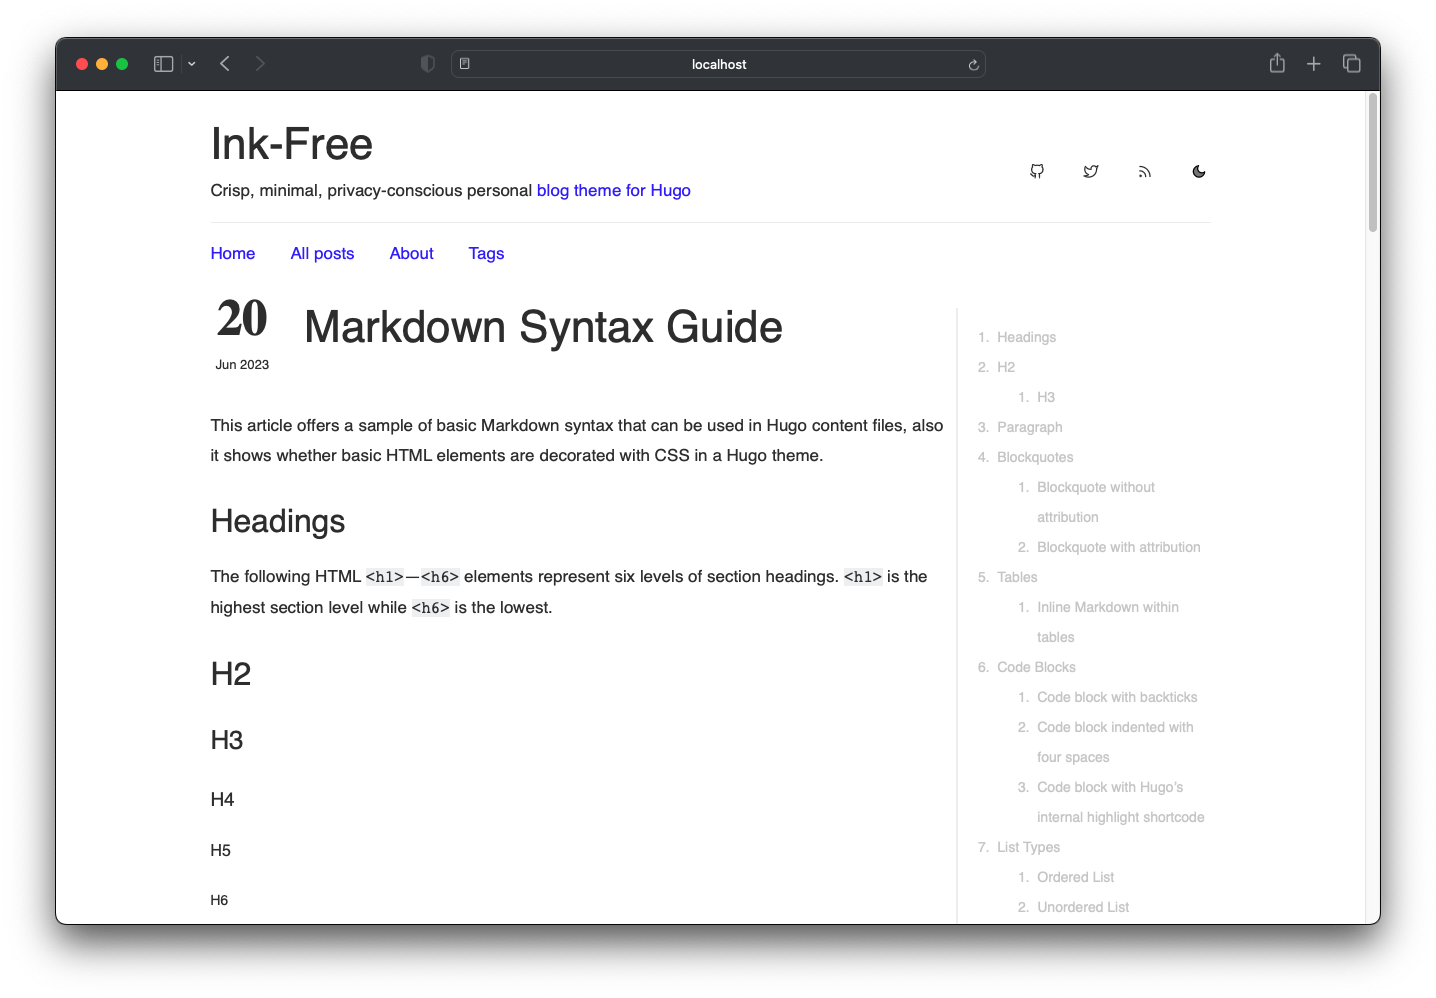 localhost
Ink-Free
Crisp, minimal, privacy-conscious personal blog theme for Hugo
Home All posts About Tags
20
Jun 2023
Markdown Syntax Guide
This article offers a sample of basic Markdown syntax that can be used in Hugo content files, also
it shows whether basic HTML elements are decorated with CSS in a Hugo theme.
Headings
The following HTML <h1>—<h6> elements represent six levels of section headings. <h1> is the
highest section level while <h6> is the lowest.
H2
H3
H4
H5
H6
1. Headings
2. H2
1. H3
3. Paragraph
4. Blockquotes
1. Blockquote without
attribution
2. Blockquote with attribution
5. Tables
1. Inline Markdown within
tables
6. Code Blocks
1. Code block with backticks
2. Code block indented with
four spaces
3. Code block with Hugo’s
internal highlight shortcode
7. List Types
1. Ordered List
2. Unordered List